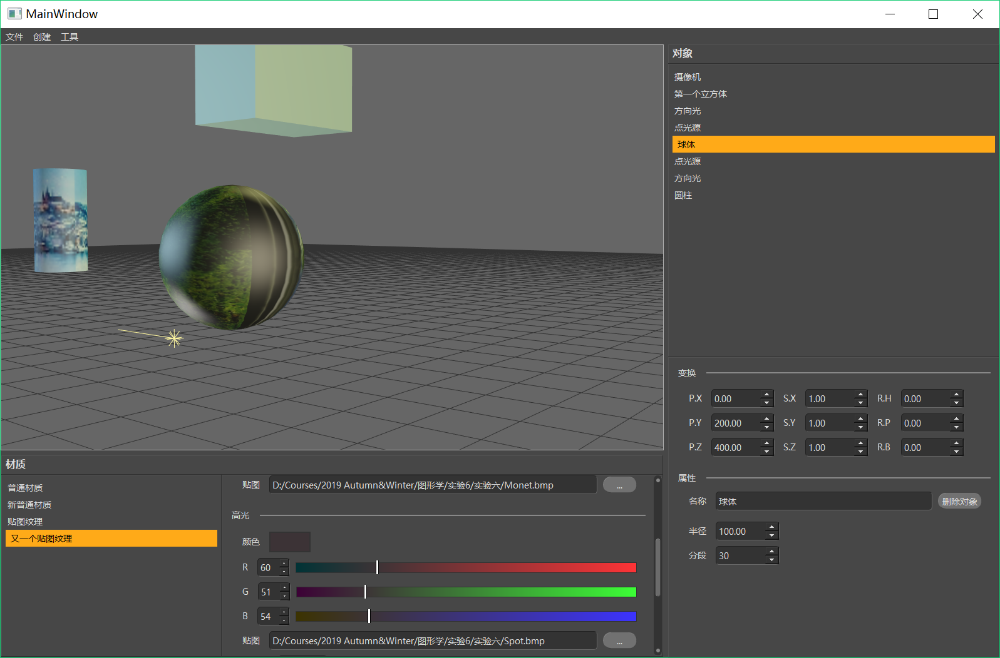 MainWindow
文件 创建 工具
对象
摄像机
第一个立方体
方向光
点光源
球体
点光源
方向光
圆柱
变换
P.X 0.00 S.X 1.00 R.H 0.00
P.Y 200.00 S.Y 1.00 R.P 0.00
P.Z 400.00 S.Z 1.00 R.B 0.00
属性
名称 球体 删除对象
半径 100.00
分段 30
材质
普通材质
新普通材质
贴图纹理
又一个贴图纹理
贴图 D:/Courses/2019 Autumn&Winter/图形学/实验6/实验六/Monet.bmp ...
高光
颜色
R 60
G 51
B 54
贴图 D:/Courses/2019 Autumn&Winter/图形学/实验6/实验六/Spot.bmp ...